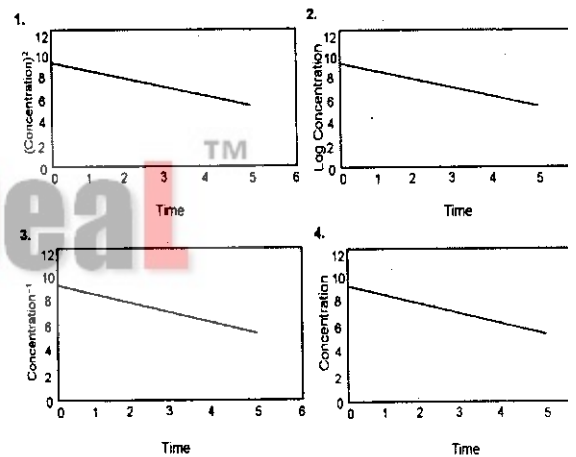 1.
12
10
8
6
4
2
0
(Concentration)²
0 1 2 3 4 5 6
Time
2.
12
10
8
6
4
2
0
Log Concentration
0 1 2 3 4 5
Time
TM
eaL
3.
12
10
8
6
4
2
0
Concentration⁻¹
0 1 2 3 4 5 6
Time
4.
12
10
8
6
4
2
0
Concentration
0 1 2 3 4 5
Time